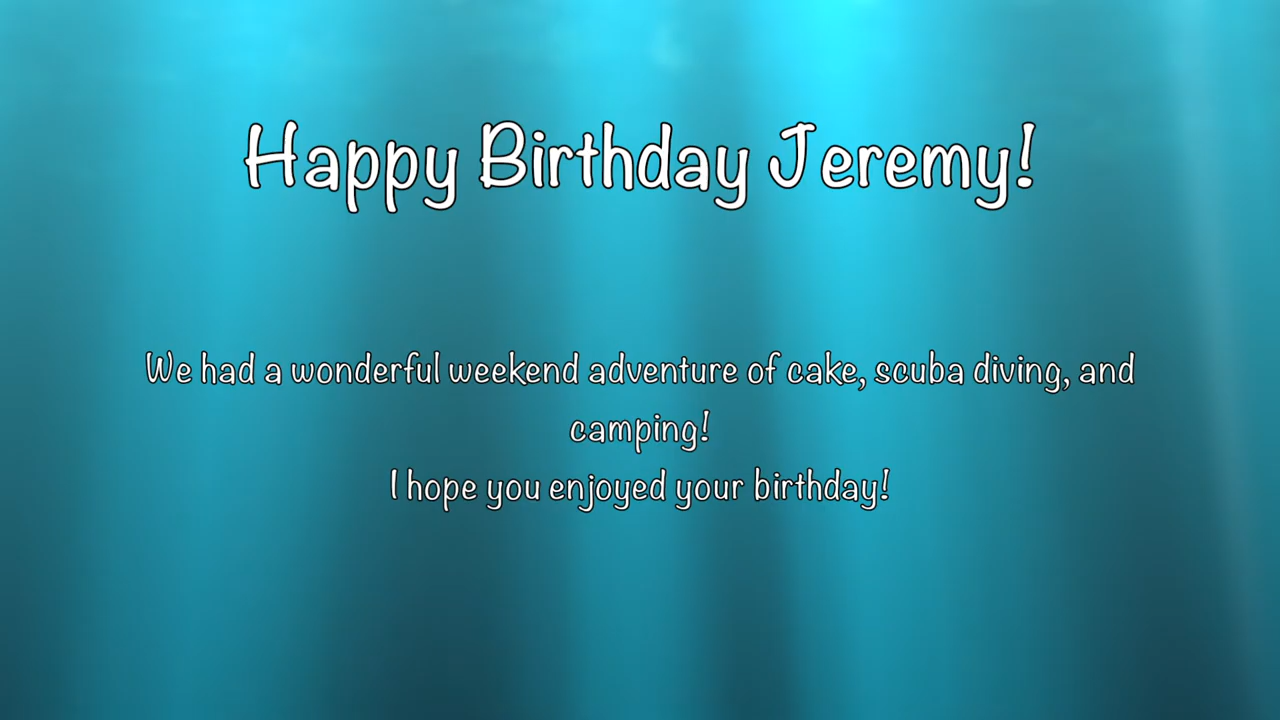 Happy Birthday Jeremy!
We had a wonderful weekend adventure of cake, scuba diving, and
camping!
I hope you enjoyed your birthday!